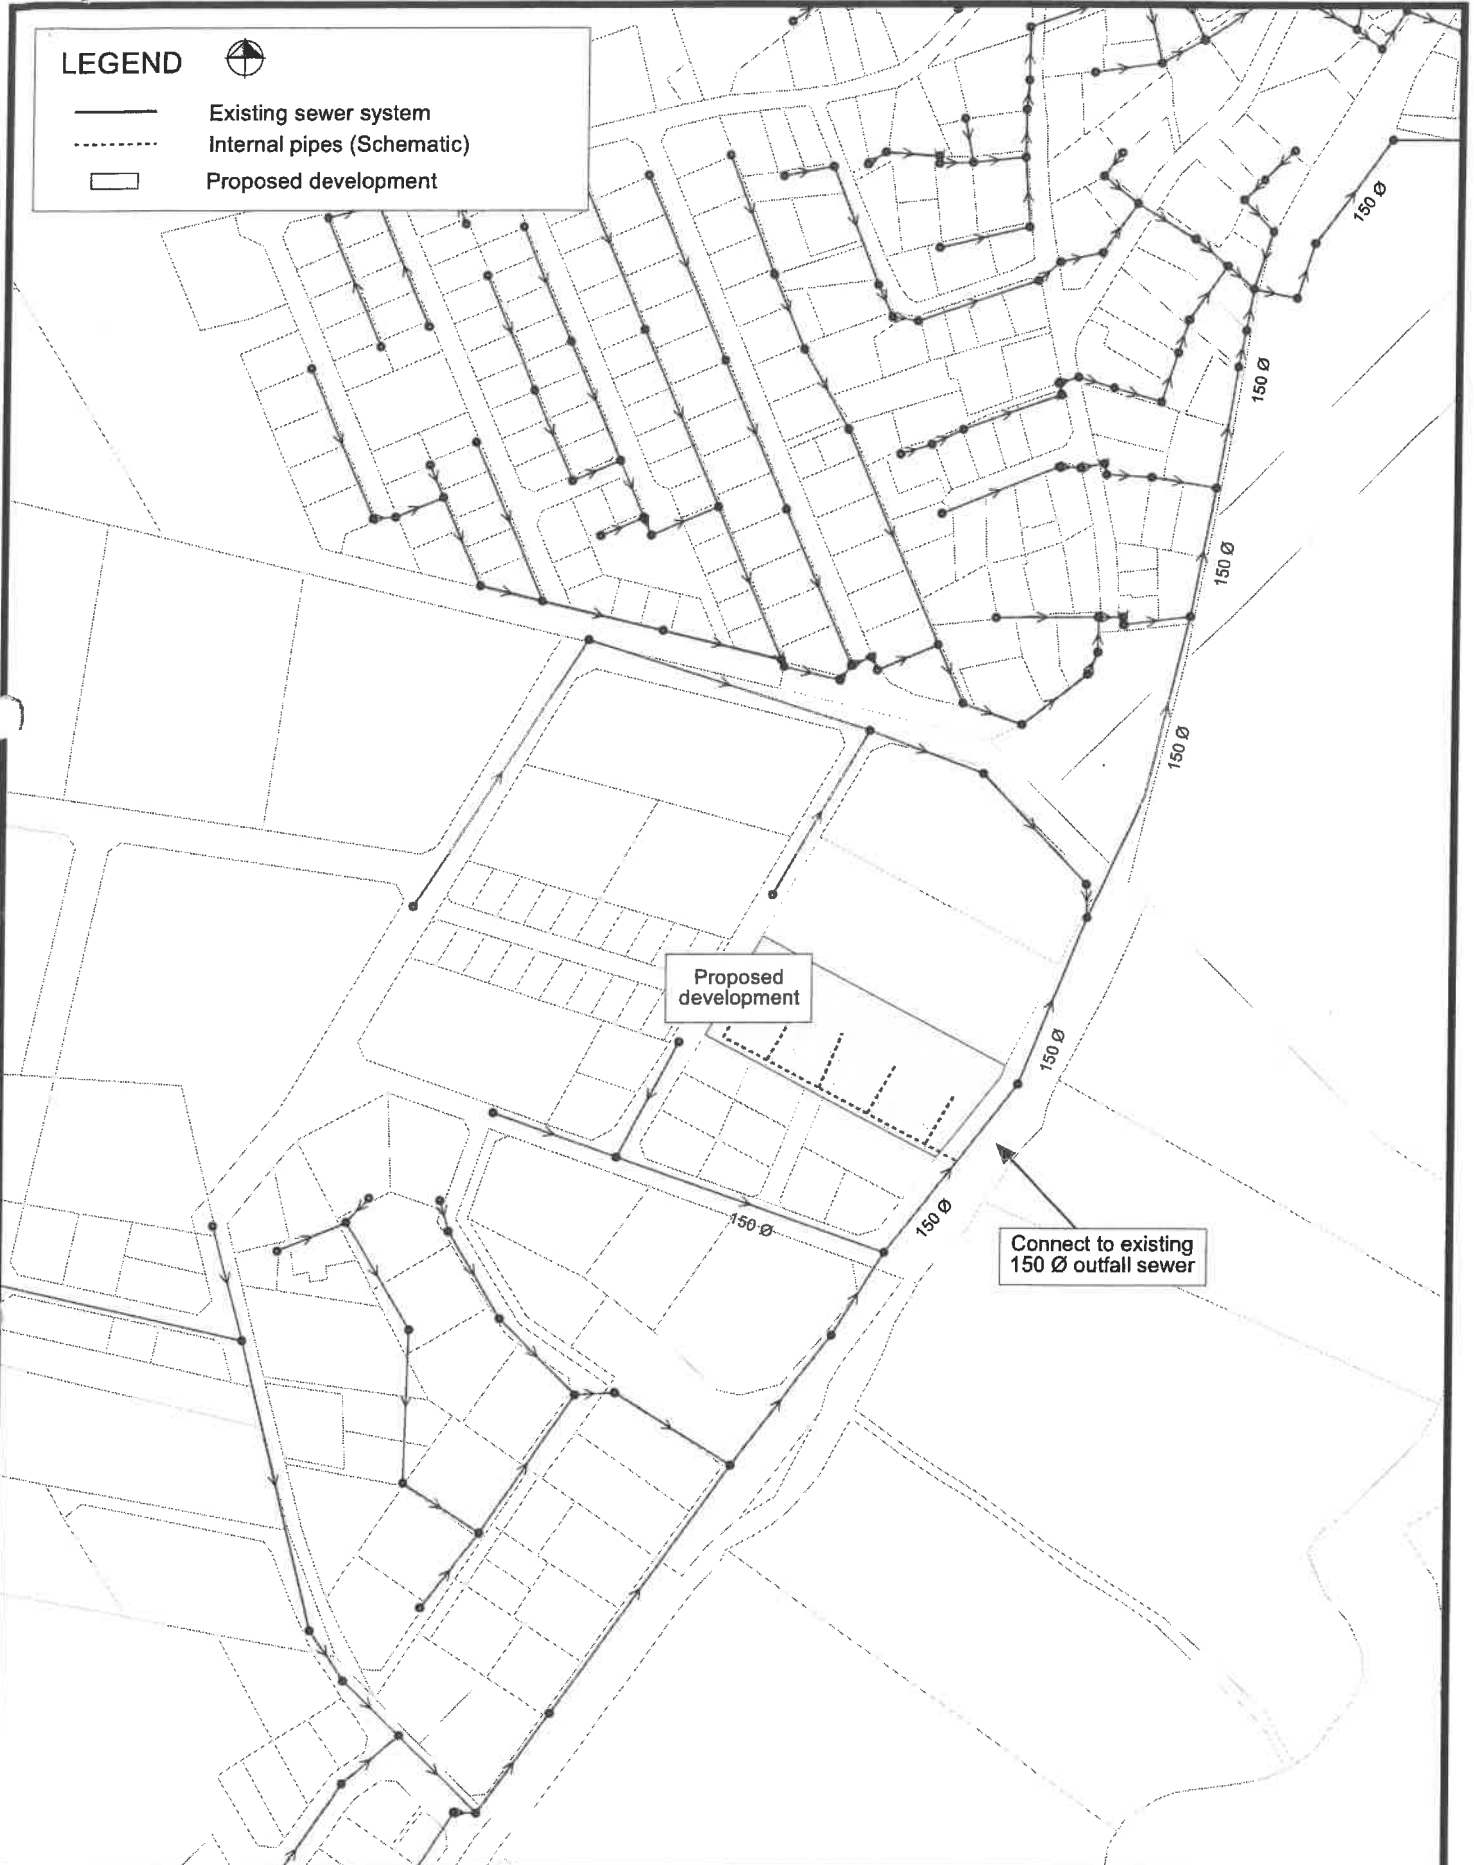 LEGEND
Existing sewer system
Internal pipes (Schematic)
Proposed development
150 Ø
150 Ø
150 Ø
150 Ø
Proposed
development
150 Ø
150 Ø
150 Ø
Connect to existing
150 Ø outfall sewer